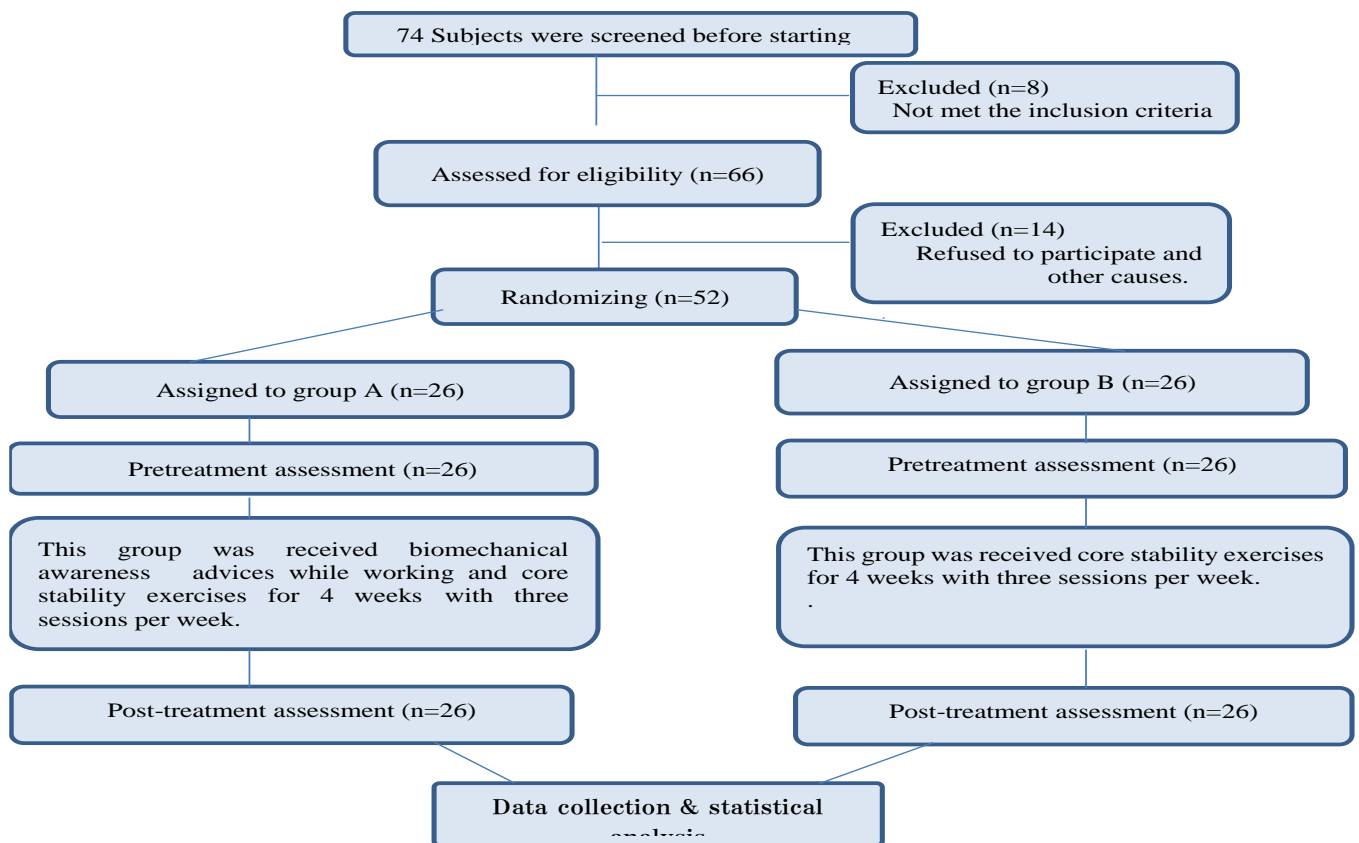 74 Subjects were screened before starting
Excluded (n=8)
Not met the inclusion criteria
Assessed for eligibility (n=66)
Excluded (n=14)
Refused to participate and
other causes.
.
Randomizing (n=52)
Assigned to group A (n=26)
Assigned to group B (n=26)
Pretreatment assessment (n=26)
Pretreatment assessment (n=26)
This group was received biomechanical
awareness advices while working and core
stability exercises for 4 weeks with three
sessions per week.
This group was received core stability exercises
for 4 weeks with three sessions per week.
.
Post-treatment assessment (n=26)
Post-treatment assessment (n=26)
Data collection & statistical
analysis